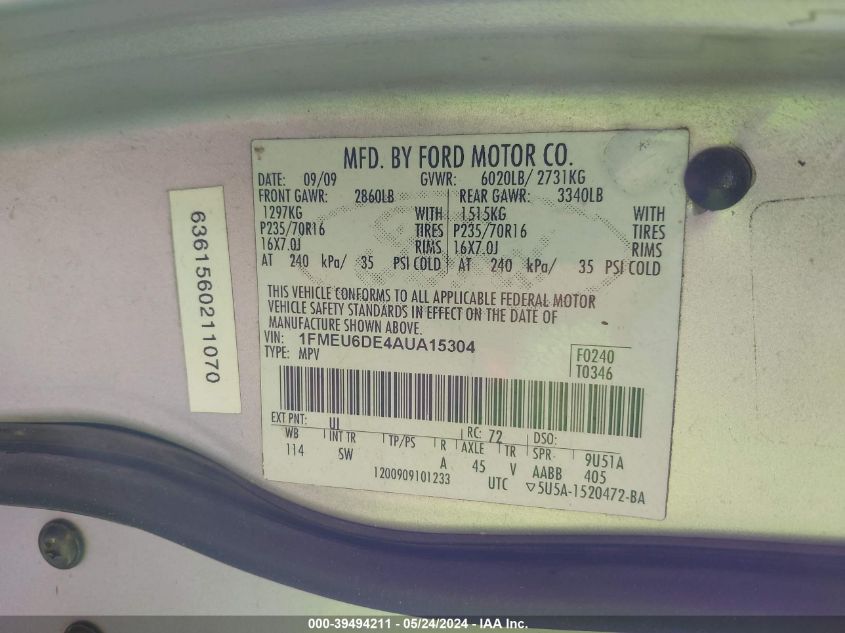 MFD. BY FORD MOTOR CO.
DATE: 09/09 GVWR: 6020LB/ 2731KG
FRONT GAWR: 2860LB REAR GAWR: 3340LB
1297KG WITH 1515KG WITH
P235/70R16 TIRES P235/70R16 TIRES
16X7.0J RIMS 16X7.0J RIMS
AT 240 kPa/ 35 PSI COLD AT 240 kPa/ 35 PSI COLD
THIS VEHICLE CONFORMS TO ALL APPLICABLE FEDERAL MOTOR
VEHICLE SAFETY STANDARDS IN EFFECT ON THE DATE OF
MANUFACTURE SHOWN ABOVE.
VIN: 1FMEU6DE4AUA15304
TYPE: MPV
F0240
T0346
EXT PNT: UI RC: 72 DSO:
WB INT TR TP/PS R AXLE TR SPR 9U51A
114 SW A 45 V AABB 405
1200909101233 UTC ▽5U5A-1520472-BA
6361560211070
000-39494211 - 05/24/2024 - IAA Inc.